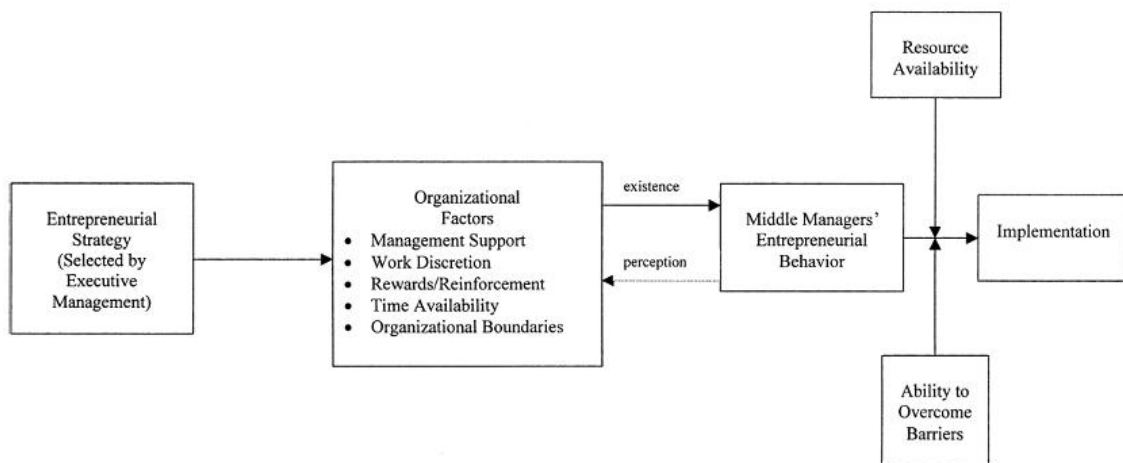 Resource
Availability
Entrepreneurial
Strategy
(Selected by
Executive
Management)
Organizational
Factors
• Management Support
• Work Discretion
• Rewards/Reinforcement
• Time Availability
• Organizational Boundaries
existence
perception
Middle Managers’
Entrepreneurial
Behavior
Implementation
Ability to
Overcome
Barriers